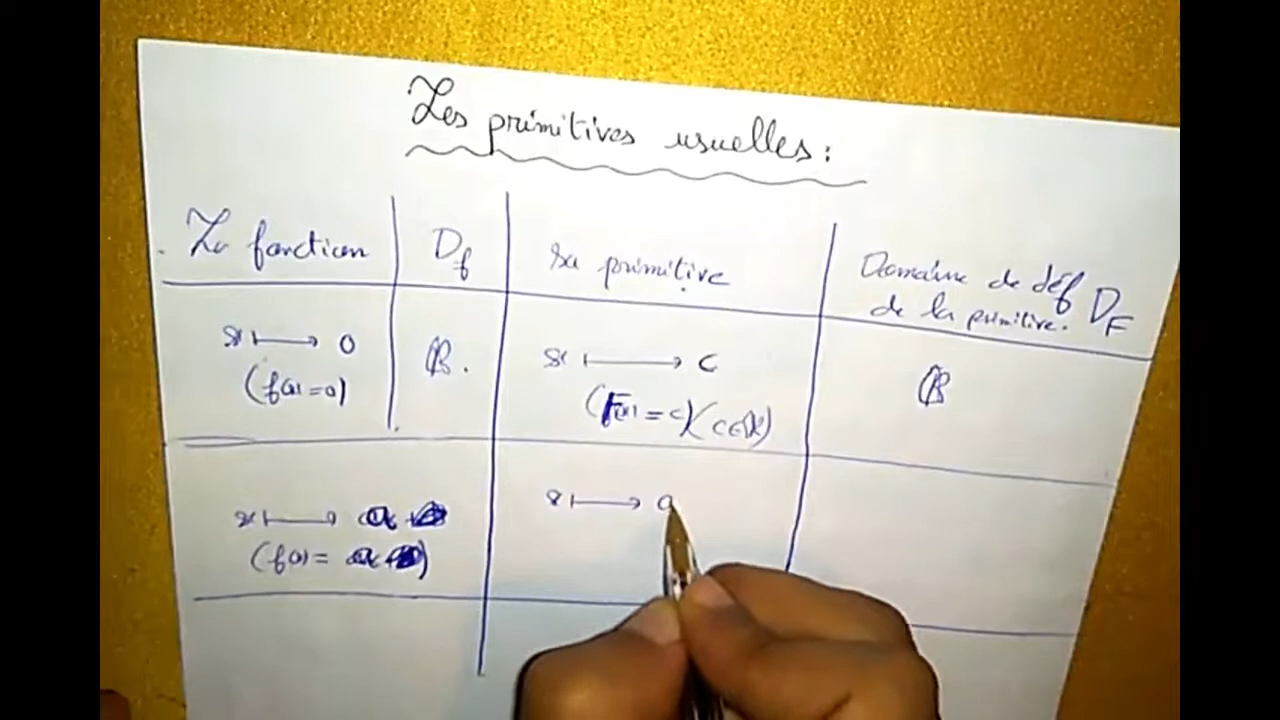 Les primitives usuelles :
La fonction
D_f
sa primitive
Domaine de déf D_F
de la primitive.
x ⟼ 0
(f(x) = 0)
ℝ.
x ⟼ c
(F(x) = c)(c∈ℝ)
ℝ
x ⟼ a
(f(x) = a)
x ⟼ a